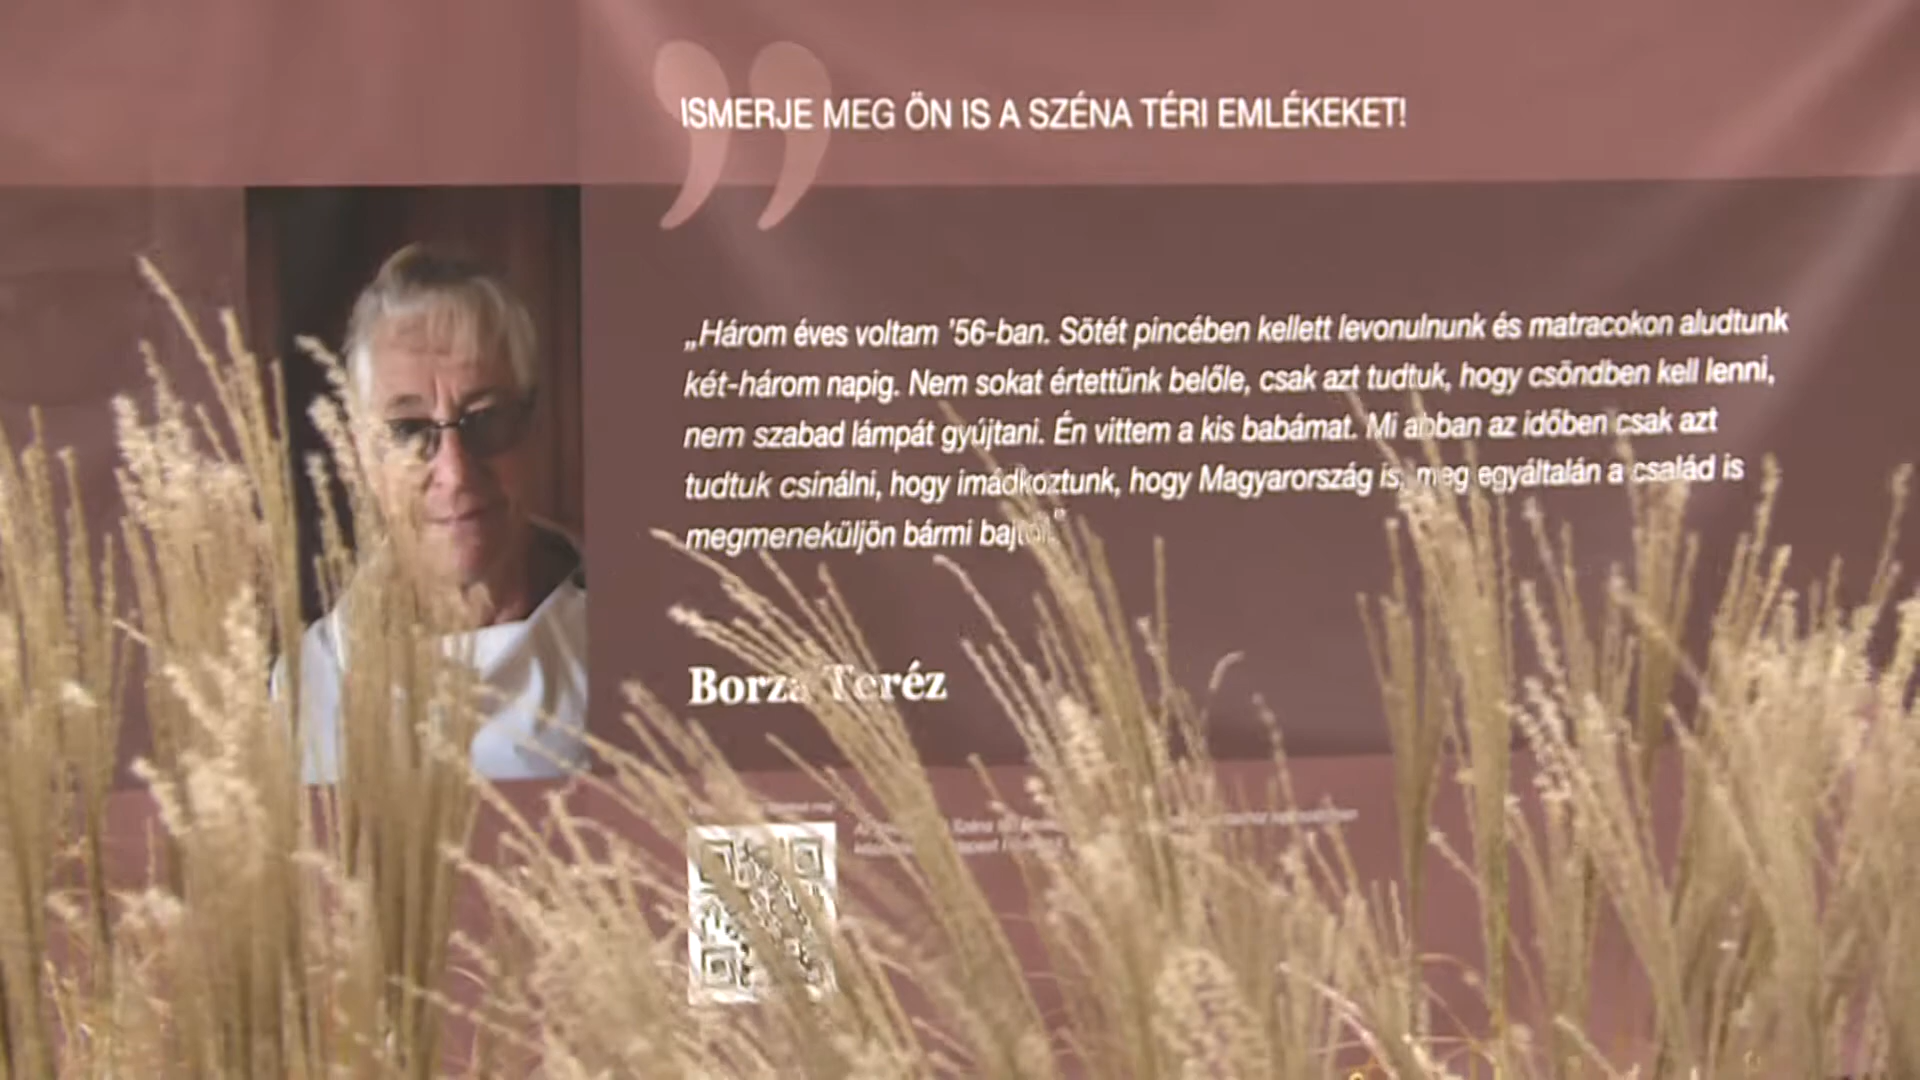 ISMERJE MEG ÖN IS A SZÉNA TÉRI EMLÉKEKET!
„Három éves voltam '56-ban. Sötét pincében kellett levonulnunk és matracokon aludtunk
két-három napig. Nem sokat értettünk belőle, csak azt tudtuk, hogy csöndben kell lenni,
nem szabad lámpát gyújtani. Én vittem a kis babámat. Mi abban az időben csak azt
tudtuk csinálni, hogy imádkoztunk, hogy Magyarország is, meg egyáltalán a család is
megmeneküljön bármi bajtól."
Borza Teréz